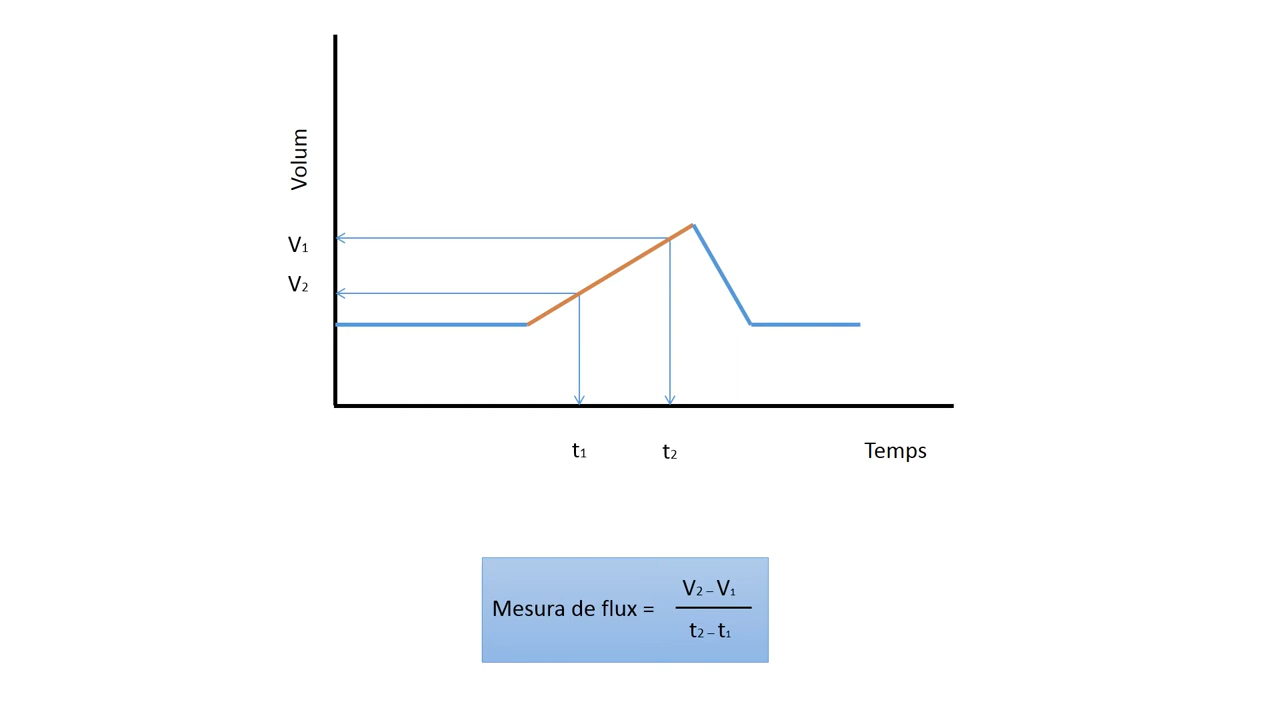 Volum
V1
V2
t1
t2
Temps
Mesura de flux =
V2 – V1
t2 – t1